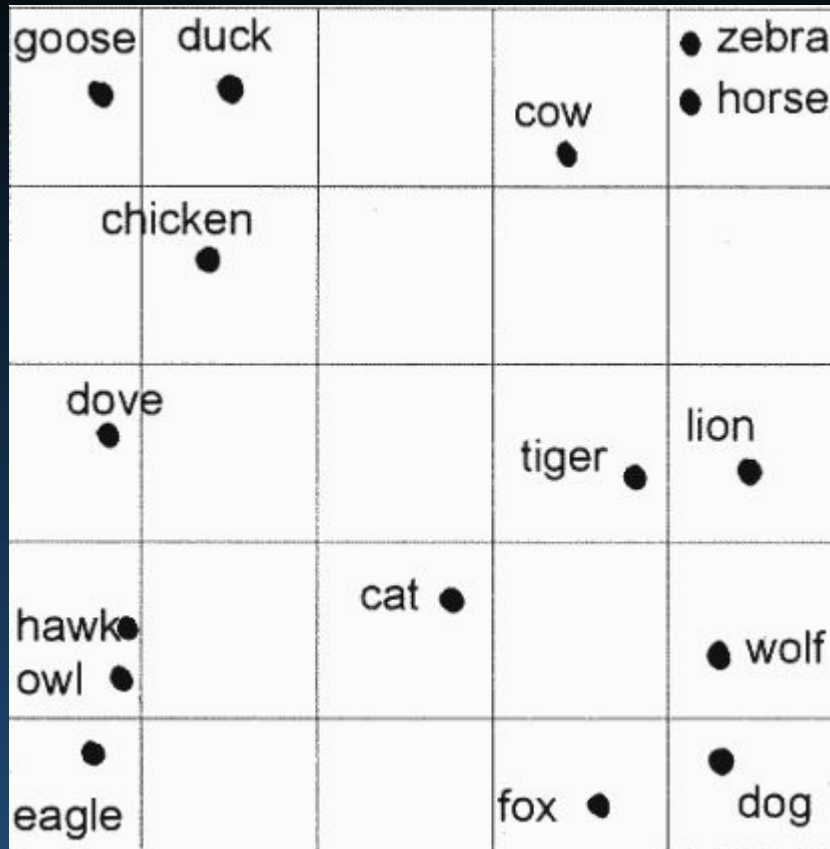 goose duck zebra
horse
cow
chicken
dove
lion
tiger
cat
hawk
wolf
owl
fox dog
eagle